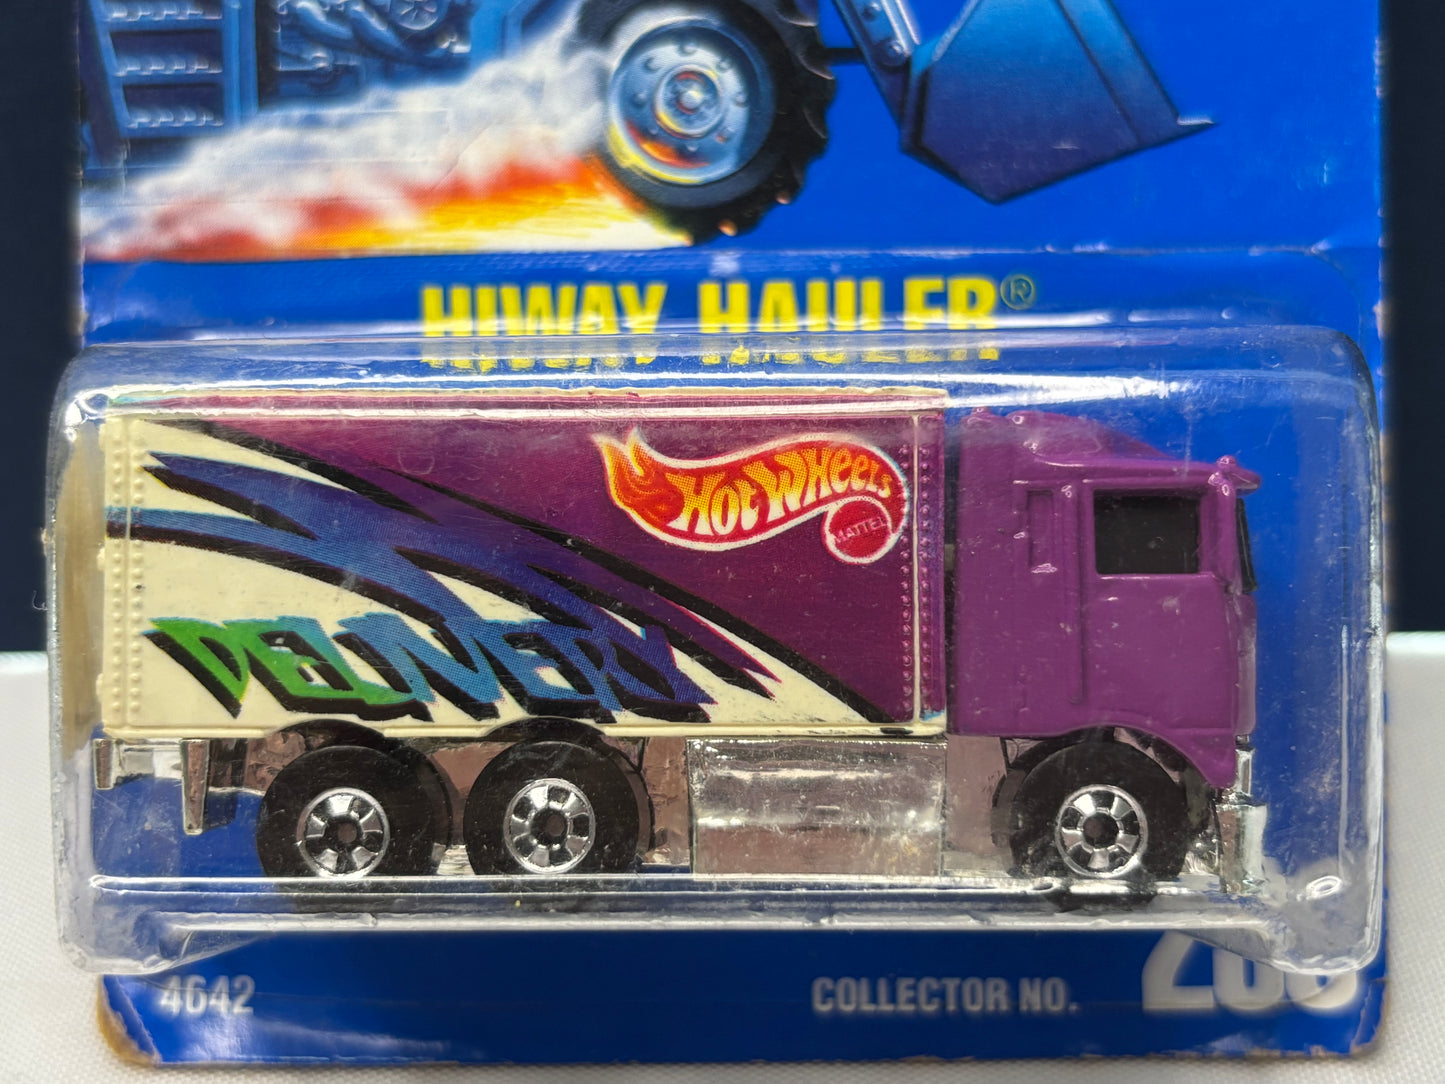 HIWAY HAULER®
HOT WHEELS
MATTEL
DELIVERY
4642
COLLECTOR NO.